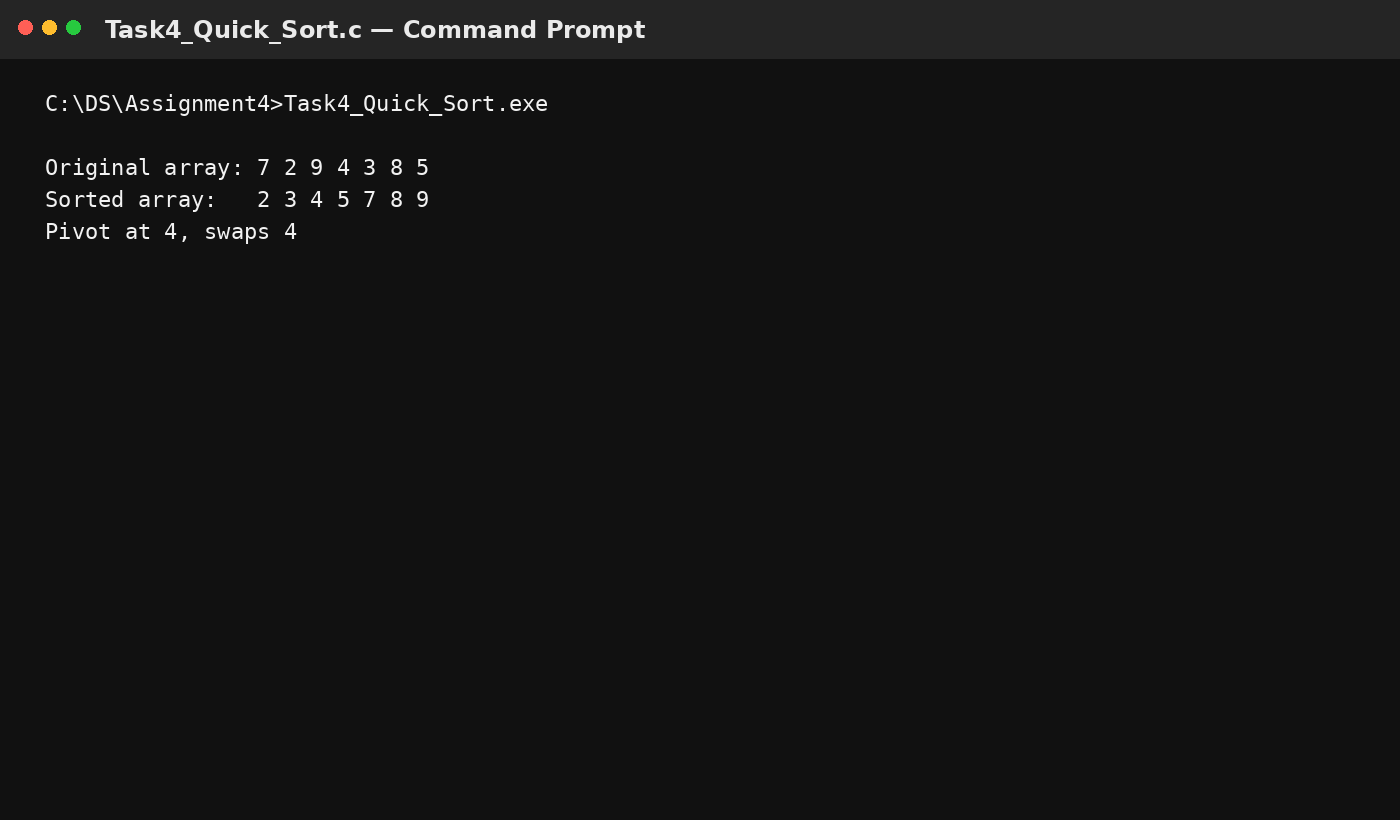 Task4_Quick_Sort.c — Command Prompt
C:\DS\Assignment4>Task4_Quick_Sort.exe
Original array: 7 2 9 4 3 8 5
Sorted array:   2 3 4 5 7 8 9
Pivot at 4, swaps 4